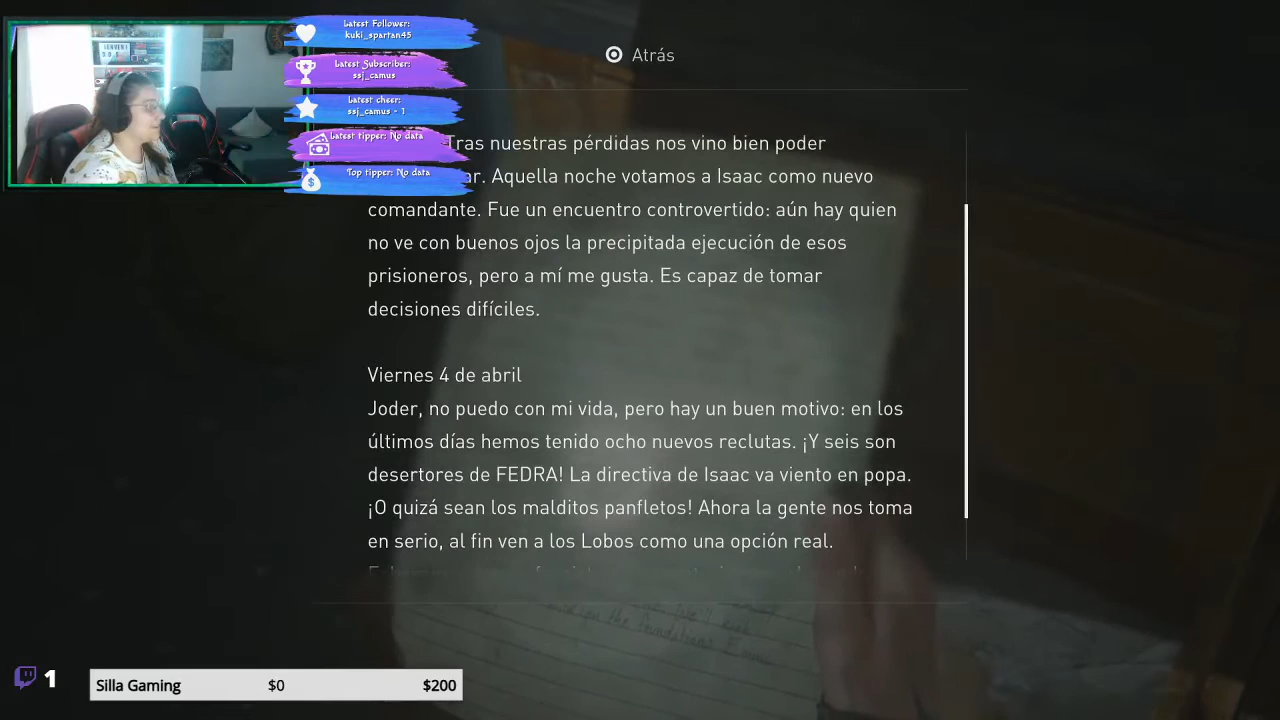 Latest Follower:
kuki_spartan45
Latest Subscriber:
ssj_camus
Latest cheer:
ssj_camus - 1
Latest tipper: No data
Top tipper: No data
Atrás
Tras nuestras pérdidas nos vino bien poder
ar. Aquella noche votamos a Isaac como nuevo
comandante. Fue un encuentro controvertido: aún hay quien
no ve con buenos ojos la precipitada ejecución de esos
prisioneros, pero a mí me gusta. Es capaz de tomar
decisiones difíciles.
Viernes 4 de abril
Joder, no puedo con mi vida, pero hay un buen motivo: en los
últimos días hemos tenido ocho nuevos reclutas. ¡Y seis son
desertores de FEDRA! La directiva de Isaac va viento en popa.
¡O quizá sean los malditos panfletos! Ahora la gente nos toma
en serio, al fin ven a los Lobos como una opción real.
1
Silla Gaming $0 $200